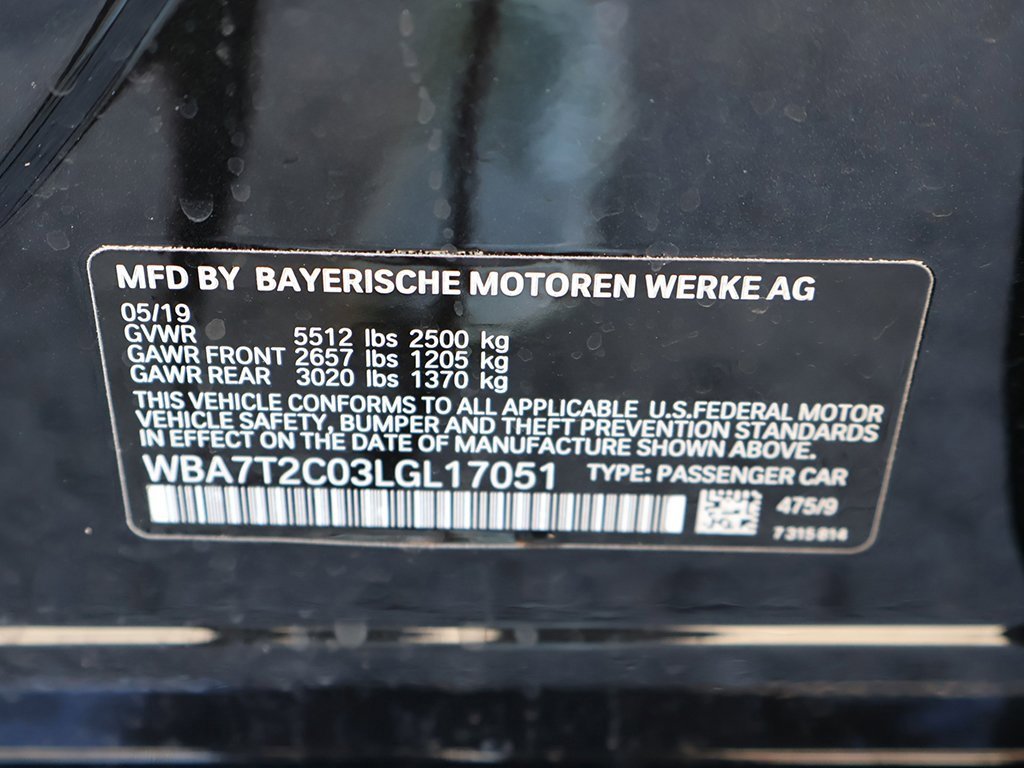 MFD BY BAYERISCHE MOTOREN WERKE AG
05/19
GVWR 5512 lbs 2500 kg
GAWR FRONT 2657 lbs 1205 kg
GAWR REAR 3020 lbs 1370 kg
THIS VEHICLE CONFORMS TO ALL APPLICABLE U.S.FEDERAL MOTOR
VEHICLE SAFETY, BUMPER AND THEFT PREVENTION STANDARDS
IN EFFECT ON THE DATE OF MANUFACTURE SHOWN ABOVE.
WBA7T2C03LGL17051 TYPE: PASSENGER CAR
475/9
7315814